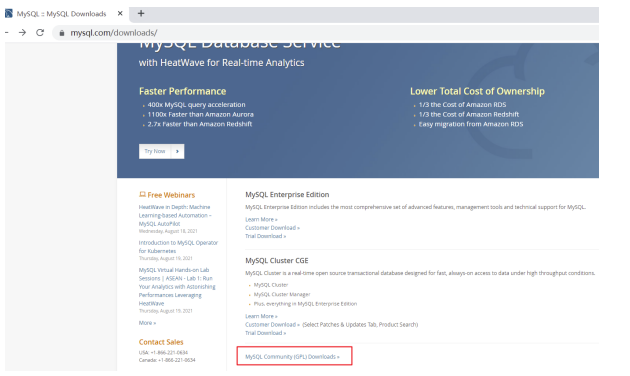 MySQL :: MySQL Downloads
mysql.com/downloads/
MySQL Database Service
with HeatWave for Real-time Analytics
Faster Performance
400x MySQL query acceleration
1100x Faster than Amazon Aurora
2.7x Faster than Amazon Redshift
Try Now
Lower Total Cost of Ownership
1/3 the Cost of Amazon RDS
1/3 the Cost of Amazon Redshift
Easy migration from Amazon RDS
Free Webinars
HeatWave in Depth: Machine
Learning-based Automation –
MySQL AutoPilot
Wednesday, August 18, 2021
Introduction to MySQL Operator
for Kubernetes
Thursday, August 19, 2021
MySQL Virtual Hands-on Lab
Sessions | ASEAN - Lab 1: Run
Your Analytics with Astonishing
Performances Leveraging
HeatWave
Thursday, August 19, 2021
More »
Contact Sales
USA: +1-866-221-0634
Canada: +1-866-221-0634
MySQL Enterprise Edition
MySQL Enterprise Edition includes the most comprehensive set of advanced features, management tools and technical support for MySQL.
Learn More »
Customer Download »
Trial Download »
MySQL Cluster CGE
MySQL Cluster is a real-time open source transactional database designed for fast, always-on access to data under high throughput conditions.
MySQL Cluster
MySQL Cluster Manager
Plus, everything in MySQL Enterprise Edition
Learn More »
Customer Download » (Select Patches & Updates Tab, Product Search)
Trial Download »
MySQL Community (GPL) Downloads »